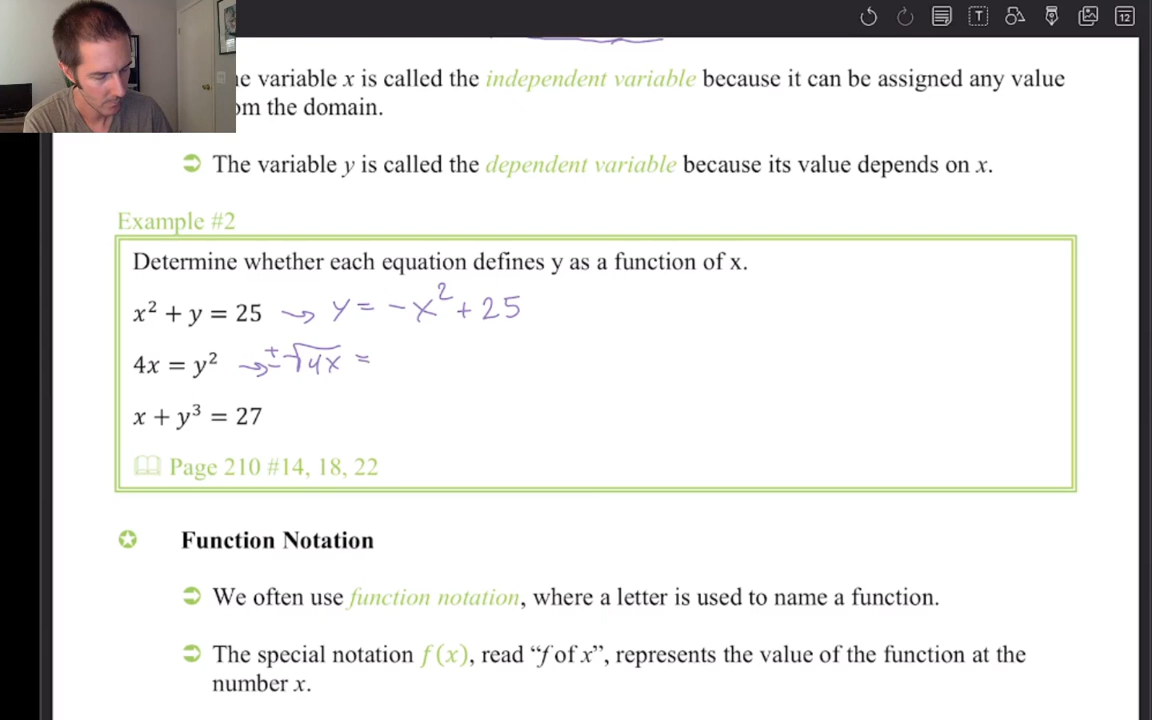 12
variable x is called the independent variable because it can be assigned any value
the domain.
The variable y is called the dependent variable because its value depends on x.
Example #2
Determine whether each equation defines y as a function of x.
x² + y = 25 ⇝ y = -x² + 25
4x = y² ⇝ ±√4x =
x + y³ = 27
Page 210 #14, 18, 22
Function Notation
We often use function notation, where a letter is used to name a function.
The special notation f(x), read “f of x”, represents the value of the function at the
number x.